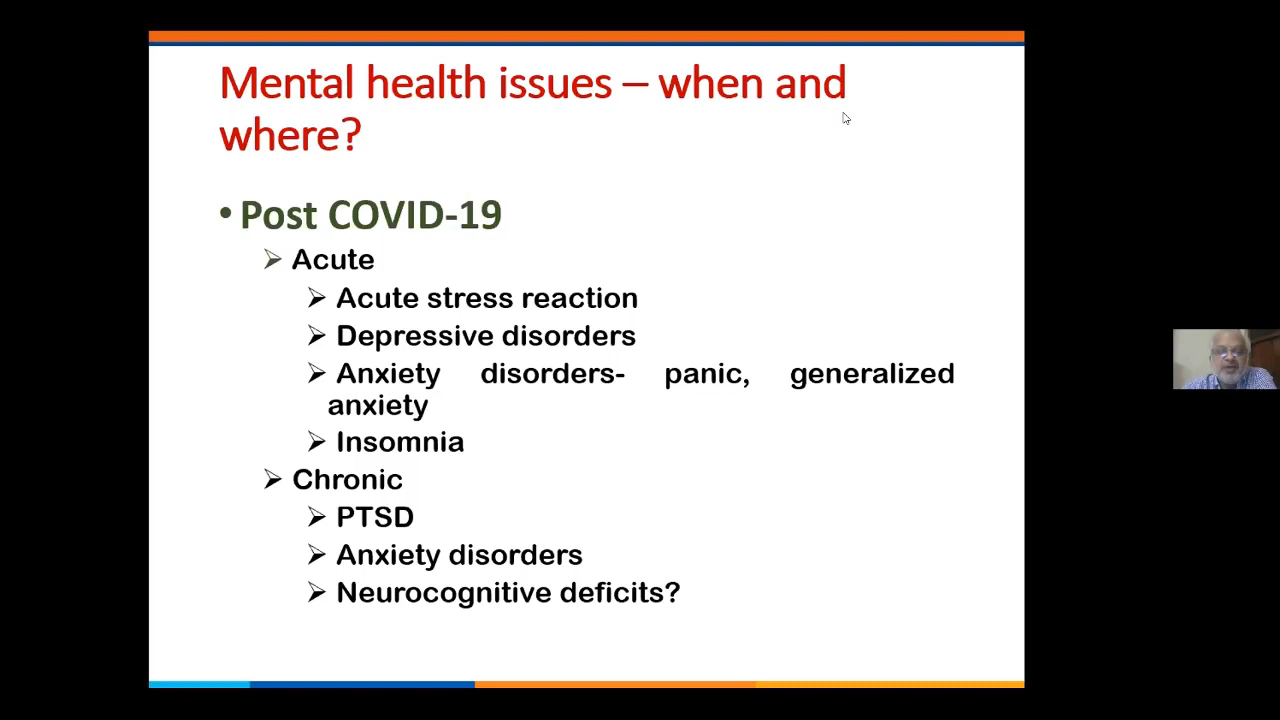 Mental health issues – when and
where?
• Post COVID-19
➢ Acute
➢ Acute stress reaction
➢ Depressive disorders
➢ Anxiety disorders- panic, generalized
anxiety
➢ Insomnia
➢ Chronic
➢ PTSD
➢ Anxiety disorders
➢ Neurocognitive deficits?